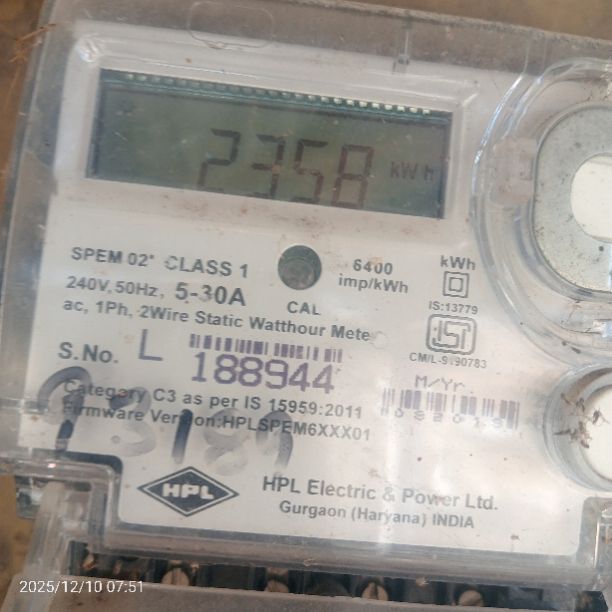 2358 kWh
SPEM 02* CLASS 1
240V, 50Hz, 5-30A
ac, 1Ph, 2Wire Static Watthour Mete
CAL
6400
imp/kWh
kWh
IS:13779
ISI
CM/L-9190783
S.No. L 188944
M/Yr.
Category C3 as per IS 15959:2011
Firmware Version:HPLSPEM6XXX01
HPL
HPL Electric & Power Ltd.
Gurgaon (Haryana) INDIA
2025/12/10 07:51